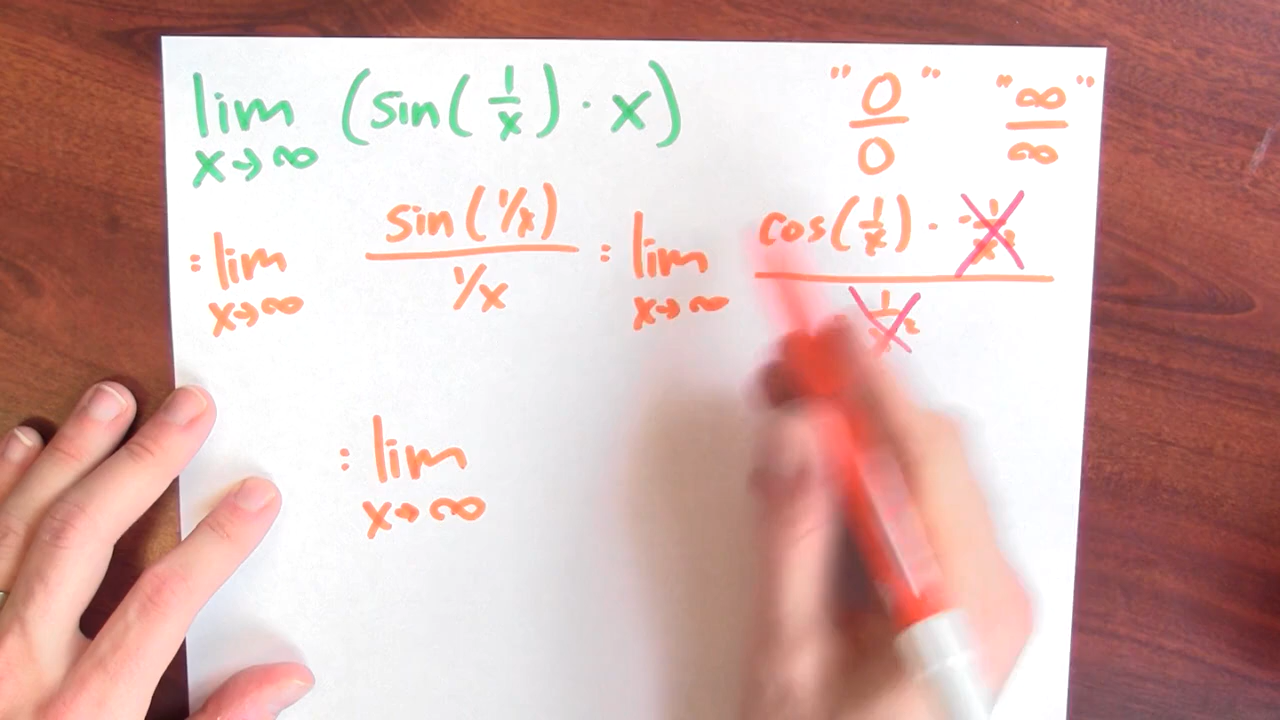 lim x→∞ (sin(1/x) · x) "0/0" "∞/∞"
: lim x→∞ sin(1/x) / 1/x : lim x→∞ cos(1/x) · -1/x² / -1/x²
: lim x→∞